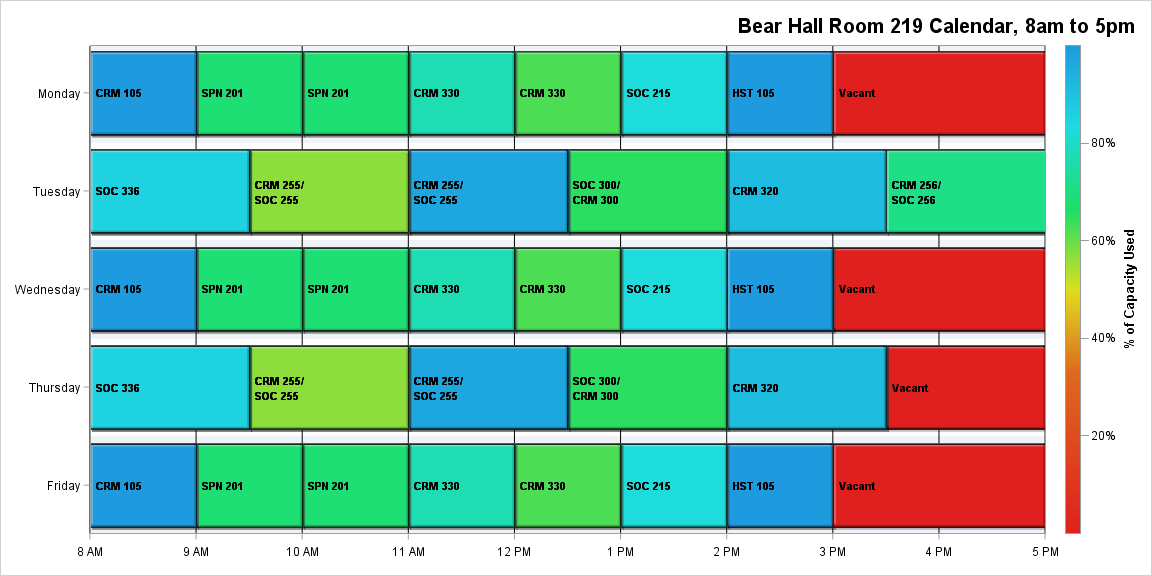 Bear Hall Room 219 Calendar, 8am to 5pm
Monday
CRM 105
SPN 201
SPN 201
CRM 330
CRM 330
SOC 215
HST 105
Vacant
Tuesday
SOC 336
CRM 255/
SOC 255
CRM 255/
SOC 255
SOC 300/
CRM 300
CRM 320
CRM 256/
SOC 256
Wednesday
CRM 105
SPN 201
SPN 201
CRM 330
CRM 330
SOC 215
HST 105
Vacant
Thursday
SOC 336
CRM 255/
SOC 255
CRM 255/
SOC 255
SOC 300/
CRM 300
CRM 320
Vacant
Friday
CRM 105
SPN 201
SPN 201
CRM 330
CRM 330
SOC 215
HST 105
Vacant
8 AM
9 AM
10 AM
11 AM
12 PM
1 PM
2 PM
3 PM
4 PM
5 PM
80%
60%
40%
20%
% of Capacity Used